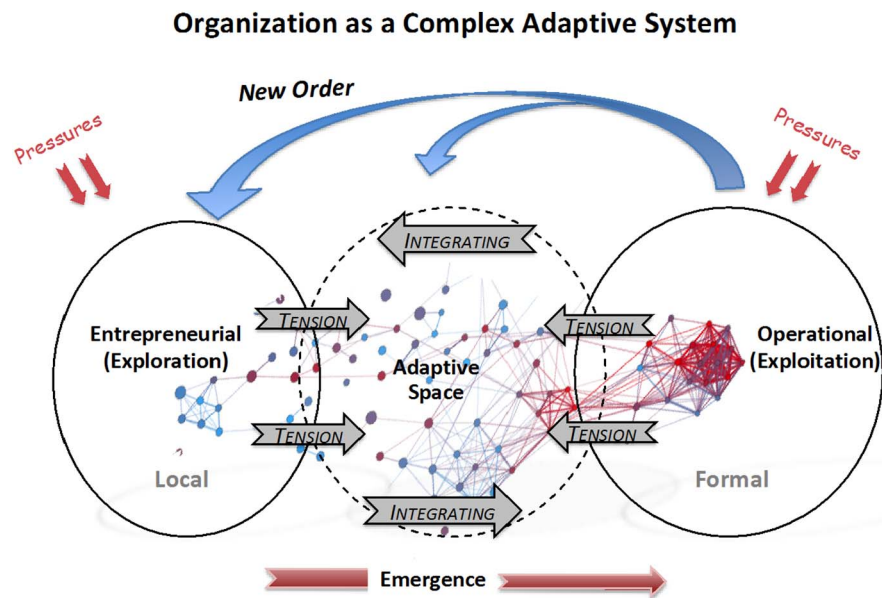 Organization as a Complex Adaptive System
New Order
Pressures
Pressures
INTEGRATING
TENSION
TENSION
Entrepreneurial
(Exploration)
Adaptive
Space
Operational
(Exploitation)
TENSION
TENSION
Local
Formal
INTEGRATING
Emergence